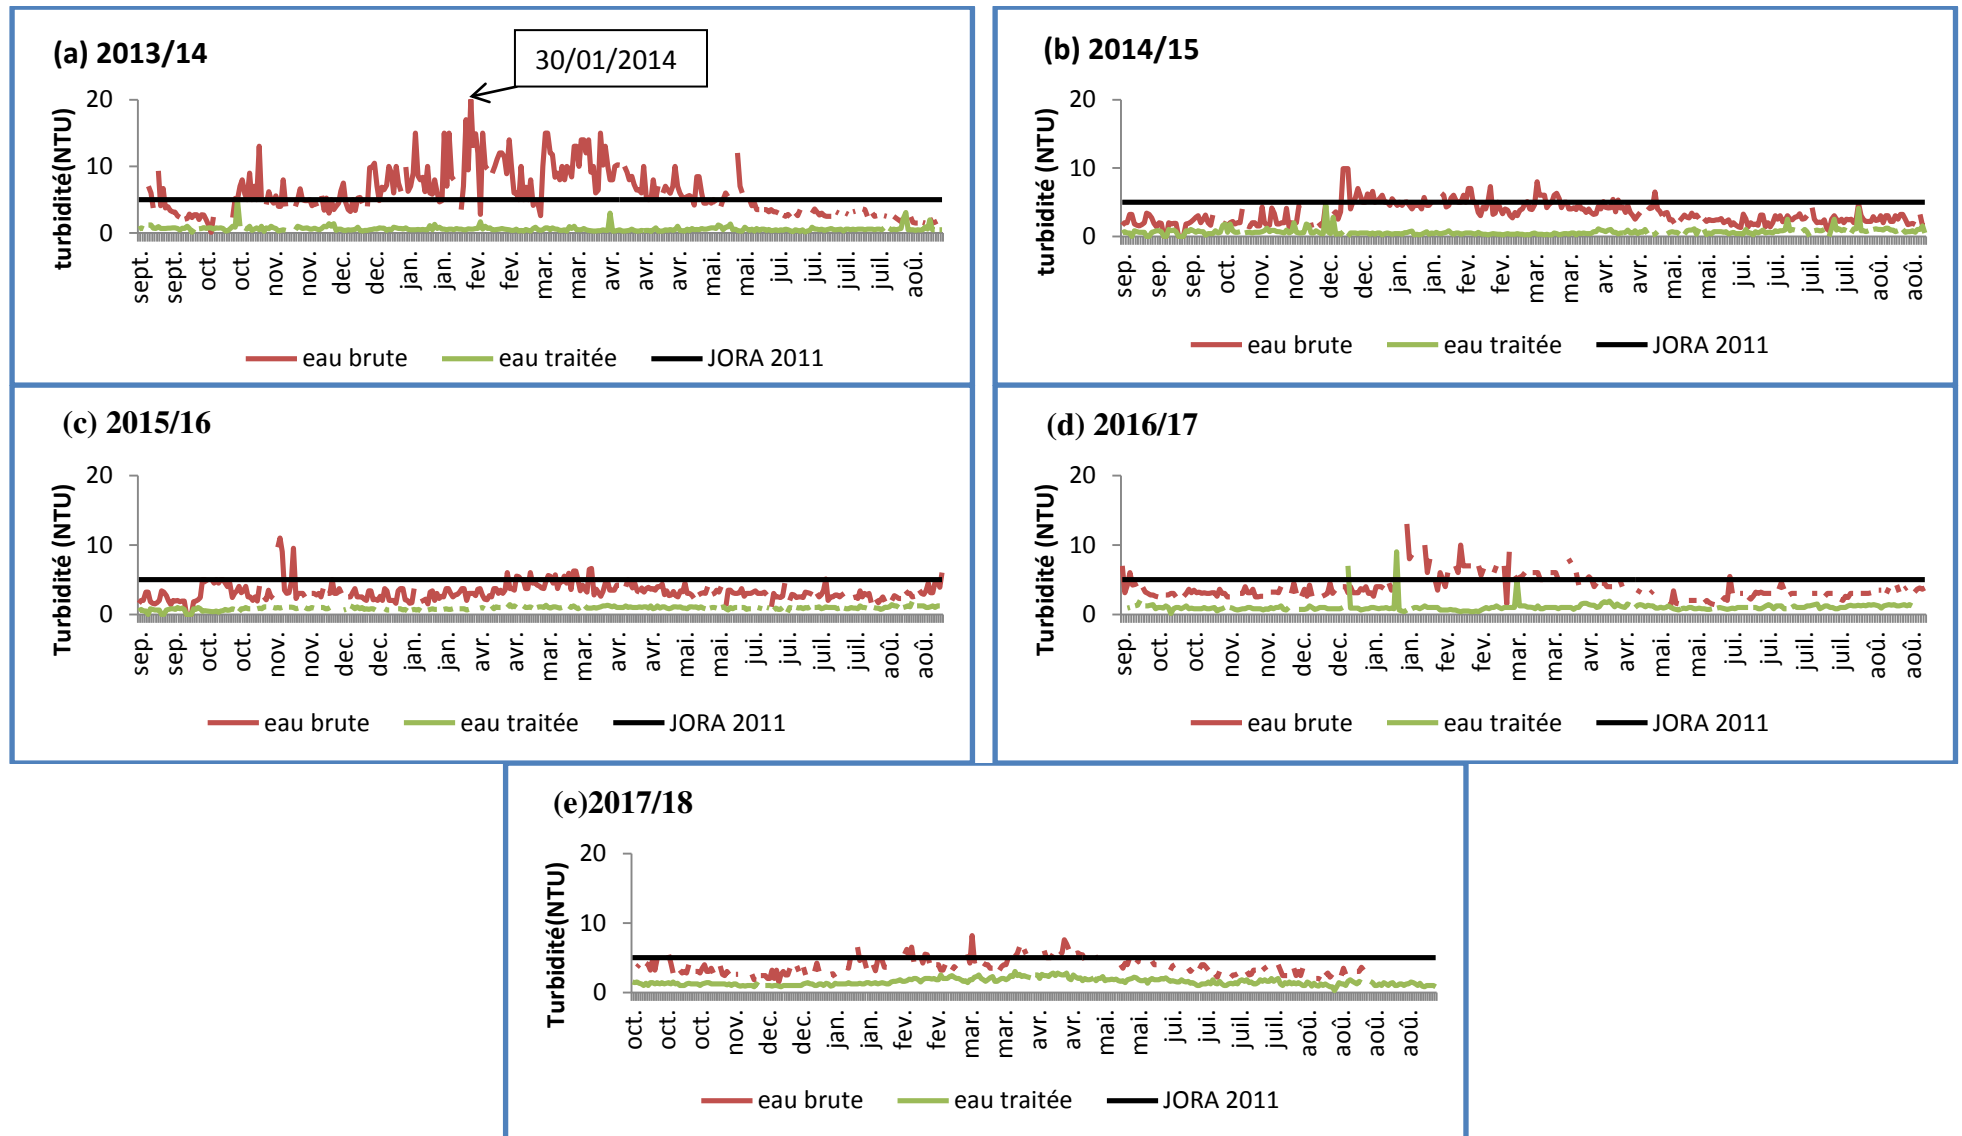 (a) 2013/14
30/01/2014
turbidité(NTU)
20
10
0
sept. sept. oct. oct. nov. nov. dec. dec. jan. jan. fev. fev. mar. mar. avr. avr. avr. mai. mai. jui. jui. juil. juil. aoû.
eau brute eau traitée JORA 2011
(b) 2014/15
turbidité (NTU)
20
10
0
sep. sep. sep. oct. nov. nov. dec. dec. jan. jan. fev. fev. mar. mar. avr. avr. mai. mai. jui. jui. juil. juil. aoû. aoû.
eau brute eau traitée JORA 2011
(c) 2015/16
Turbidité (NTU)
20
10
0
sep. sep. oct. oct. nov. nov. dec. dec. jan. jan. avr. avr. mar. mar. avr. avr. mai. mai. jui. jui. juil. juil. aoû. aoû.
eau brute eau traitée JORA 2011
(d) 2016/17
Turbidité (NTU)
20
10
0
sep. oct. oct. nov. nov. dec. dec. jan. jan. fev. fev. mar. mar. avr. avr. mai. mai. jui. jui. juil. juil. aoû. aoû.
eau brute eau traitée JORA 2011
(e)2017/18
Turbidité(NTU)
20
10
0
oct. oct. oct. nov. dec. dec. jan. jan. fev. fev. mar. mar. avr. avr. mai. mai. jui. jui. juil. juil. aoû. aoû. aoû. aoû.
eau brute eau traitée JORA 2011